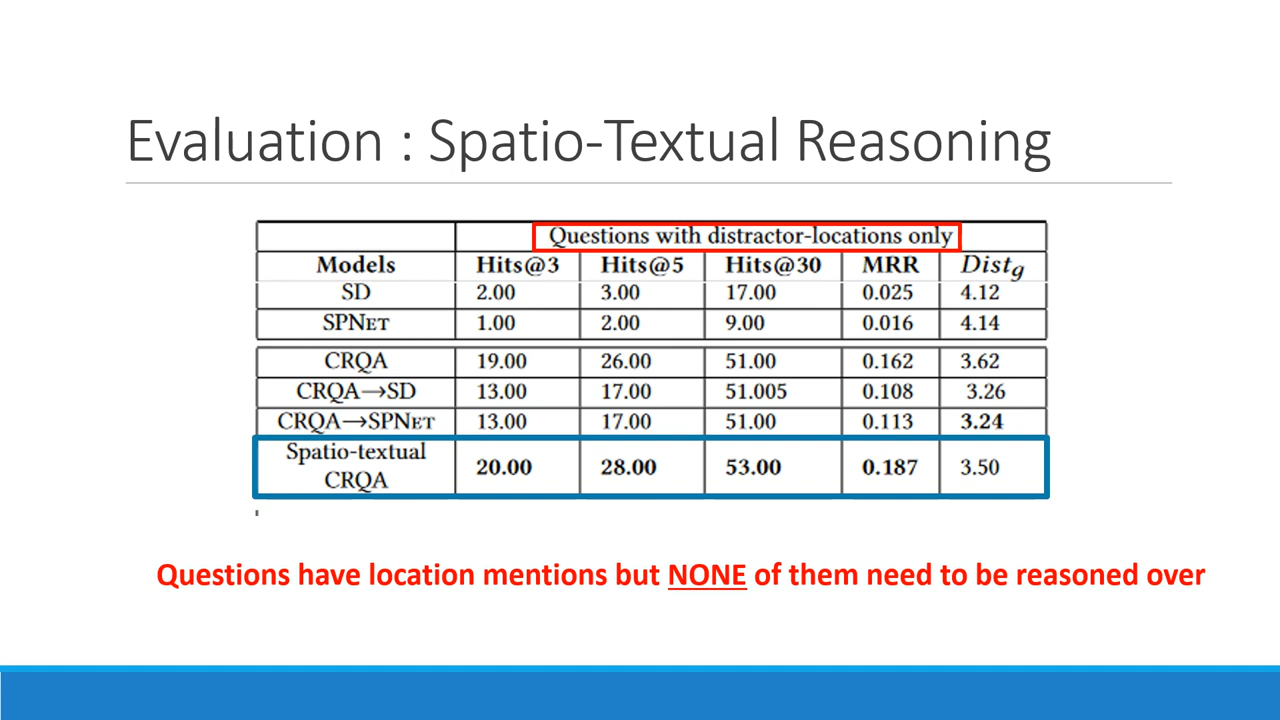 Evaluation : Spatio-Textual Reasoning
Questions with distractor-locations only
Models Hits@3 Hits@5 Hits@30 MRR Dist_g
SD 2.00 3.00 17.00 0.025 4.12
SPNET 1.00 2.00 9.00 0.016 4.14
CRQA 19.00 26.00 51.00 0.162 3.62
CRQA→SD 13.00 17.00 51.005 0.108 3.26
CRQA→SPNET 13.00 17.00 51.00 0.113 3.24
Spatio-textual
CRQA 20.00 28.00 53.00 0.187 3.50
Questions have location mentions but NONE of them need to be reasoned over